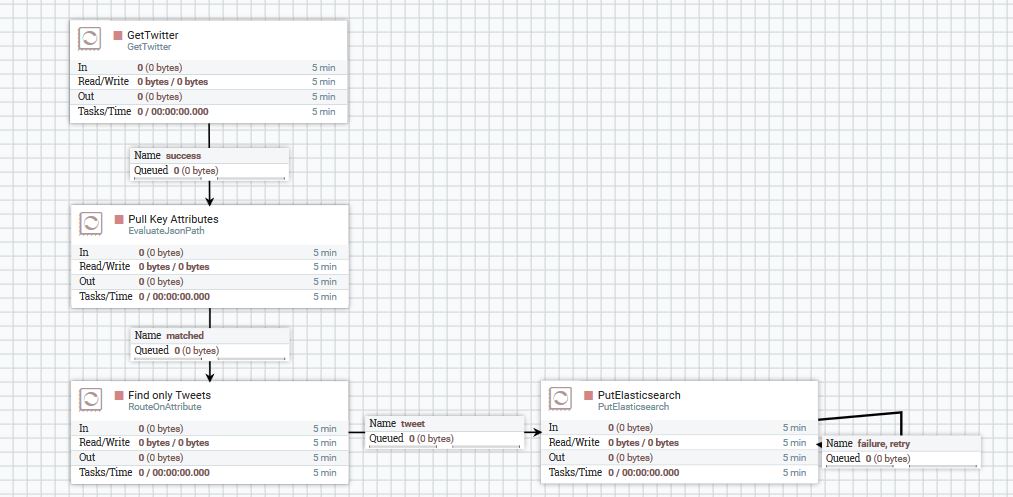 GetTwitter
GetTwitter
In 0 (0 bytes) 5 min
Read/Write 0 bytes / 0 bytes 5 min
Out 0 (0 bytes) 5 min
Tasks/Time 0 / 00:00:00.000 5 min
Name success
Queued 0 (0 bytes)
Pull Key Attributes
EvaluateJsonPath
In 0 (0 bytes) 5 min
Read/Write 0 bytes / 0 bytes 5 min
Out 0 (0 bytes) 5 min
Tasks/Time 0 / 00:00:00.000 5 min
Name matched
Queued 0 (0 bytes)
Find only Tweets
RouteOnAttribute
In 0 (0 bytes) 5 min
Read/Write 0 bytes / 0 bytes 5 min
Out 0 (0 bytes) 5 min
Tasks/Time 0 / 00:00:00.000 5 min
Name tweet
Queued 0 (0 bytes)
PutElasticsearch
PutElasticsearch
In 0 (0 bytes) 5 min
Read/Write 0 bytes / 0 bytes 5 min
Out 0 (0 bytes) 5 min
Tasks/Time 0 / 00:00:00.000 5 min
Name failure, retry
Queued 0 (0 bytes)